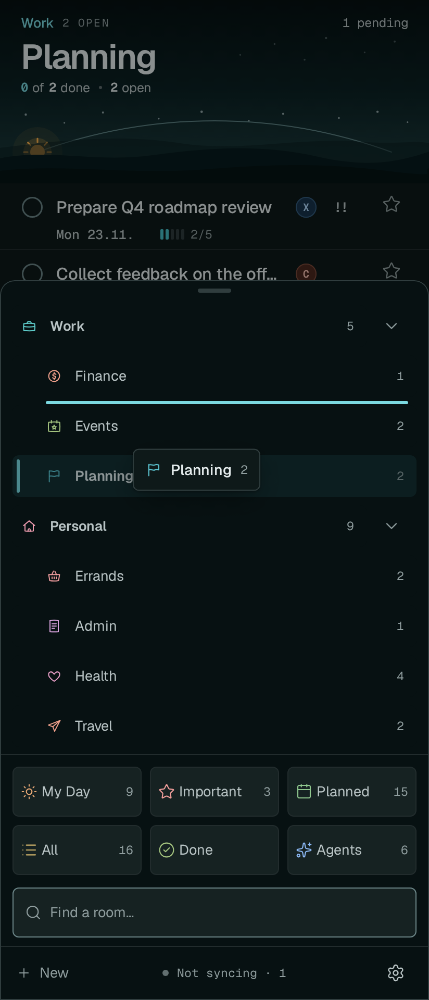 Work 2 OPEN 1 pending
Planning
0 of 2 done • 2 open
Prepare Q4 roadmap review X !!
Mon 23.11. 2/5
Collect feedback on the off… C
Work 5
Finance 1
Events 2
Planning 2
Planning 2
Personal 9
Errands 2
Admin 1
Health 4
Travel 2
My Day 9 Important 3 Planned 15
All 16 Done Agents 6
Find a room…
+ New Not syncing · 1